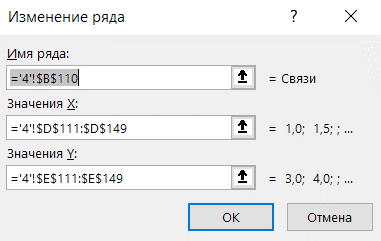 Изменение ряда ? ×
Имя ряда:
='4'!$B$110 = Связи
Значения X:
='4'!$D$111:$D$149 = 1,0; 1,5; ; ...
Значения Y:
='4'!$E$111:$E$149 = 3,0; 4,0; ; ...
ОК Отмена